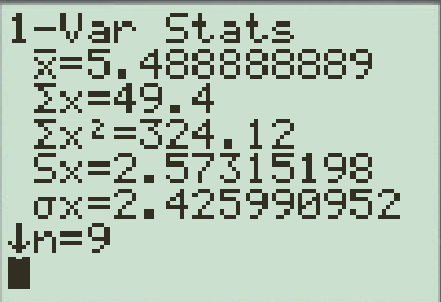 1-Var Stats
x̄=5.488888889
Σx=49.4
Σx²=324.12
Sx=2.57315198
σx=2.425990952
↓n=9